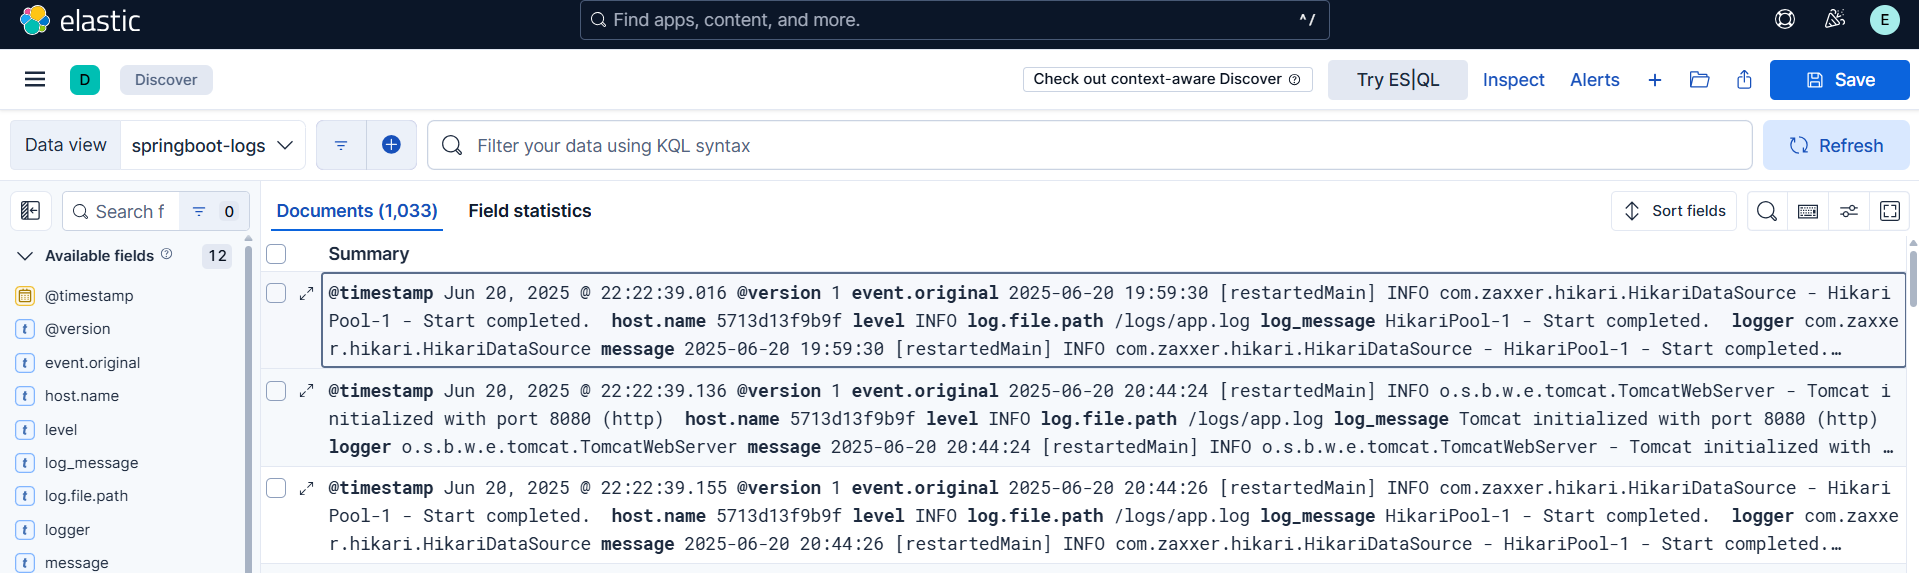 elastic
Find apps, content, and more.
^/
E
D
Discover
Check out context-aware Discover
Try ES|QL
Inspect
Alerts
+
Save
Data view
springboot-logs
Filter your data using KQL syntax
Refresh
Search f
0
Documents (1,033)
Field statistics
Sort fields
Available fields
12
Summary
@timestamp
@version
event.original
host.name
level
log_message
log.file.path
logger
message
@timestamp Jun 20, 2025 @ 22:22:39.016 @version 1 event.original 2025-06-20 19:59:30 [restartedMain] INFO com.zaxxer.hikari.HikariDataSource - Hikari
Pool-1 - Start completed. host.name 5713d13f9b9f level INFO log.file.path /logs/app.log log_message HikariPool-1 - Start completed. logger com.zaxxe
r.hikari.HikariDataSource message 2025-06-20 19:59:30 [restartedMain] INFO com.zaxxer.hikari.HikariDataSource - HikariPool-1 - Start completed.…
@timestamp Jun 20, 2025 @ 22:22:39.136 @version 1 event.original 2025-06-20 20:44:24 [restartedMain] INFO o.s.b.w.e.tomcat.TomcatWebServer - Tomcat i
nitialized with port 8080 (http) host.name 5713d13f9b9f level INFO log.file.path /logs/app.log log_message Tomcat initialized with port 8080 (http)
logger o.s.b.w.e.tomcat.TomcatWebServer message 2025-06-20 20:44:24 [restartedMain] INFO o.s.b.w.e.tomcat.TomcatWebServer - Tomcat initialized with …
@timestamp Jun 20, 2025 @ 22:22:39.155 @version 1 event.original 2025-06-20 20:44:26 [restartedMain] INFO com.zaxxer.hikari.HikariDataSource - Hikari
Pool-1 - Start completed. host.name 5713d13f9b9f level INFO log.file.path /logs/app.log log_message HikariPool-1 - Start completed. logger com.zaxxe
r.hikari.HikariDataSource message 2025-06-20 20:44:26 [restartedMain] INFO com.zaxxer.hikari.HikariDataSource - HikariPool-1 - Start completed.…